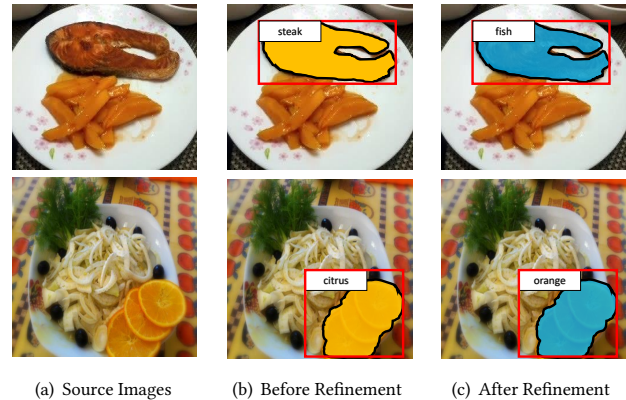 steak
fish
citrus
orange
(a) Source Images
(b) Before Refinement
(c) After Refinement